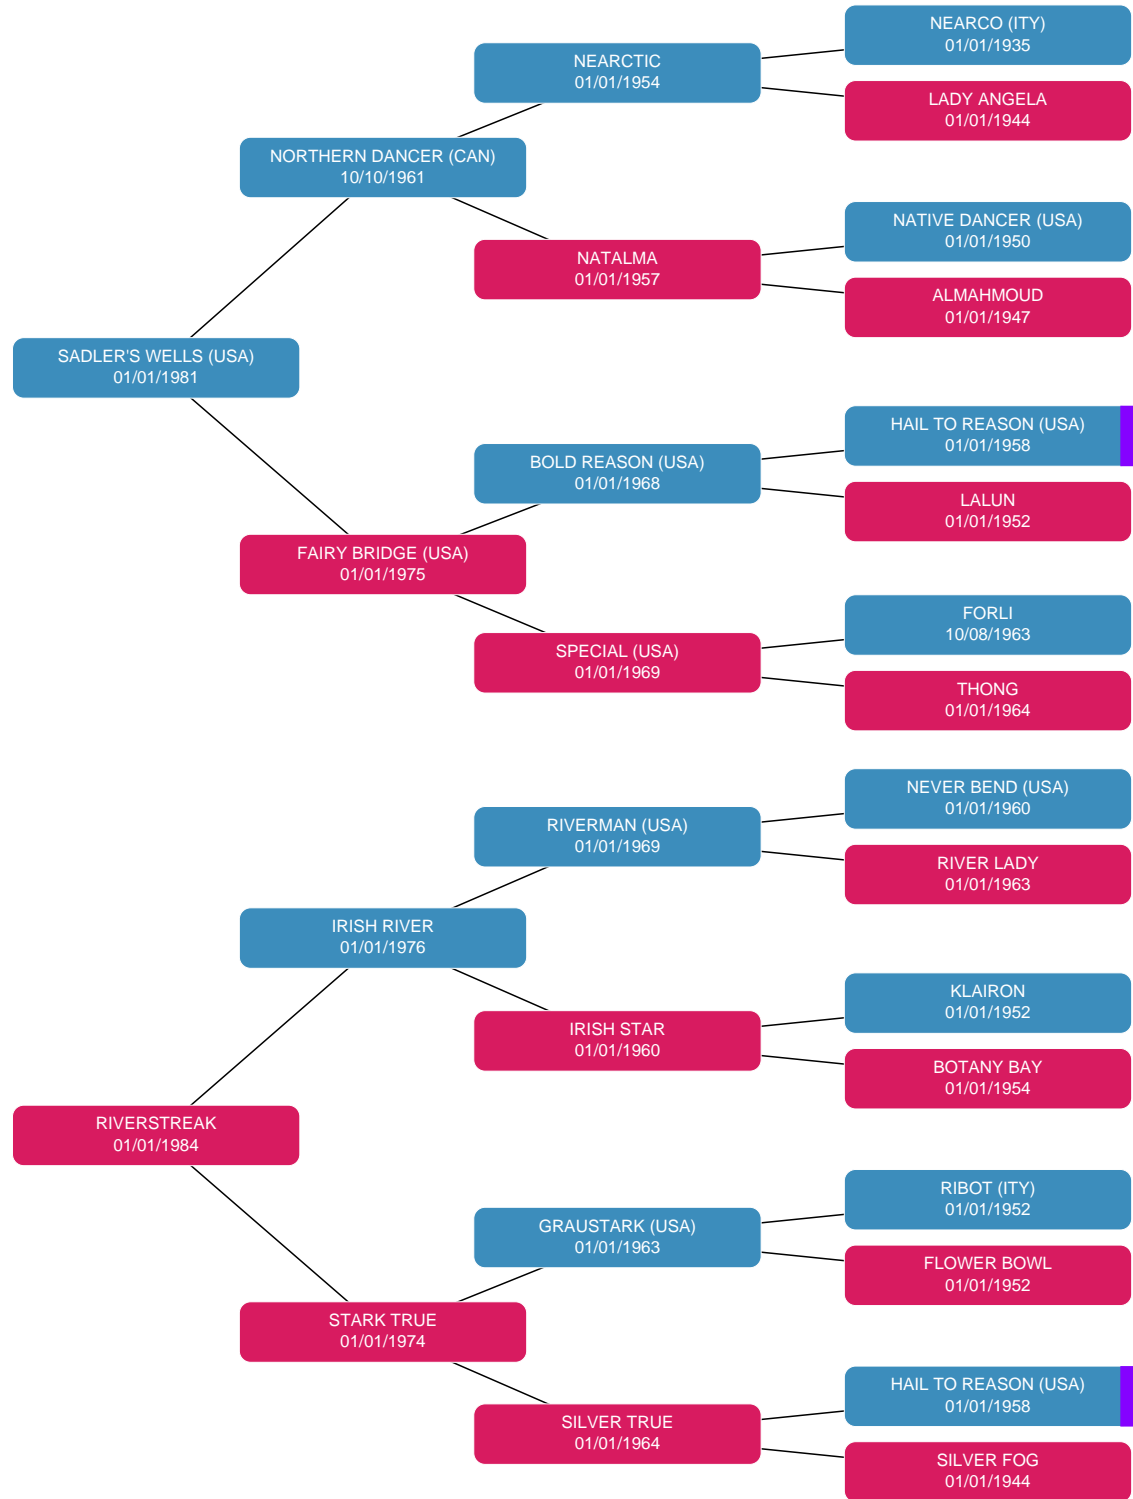 NEARCO (ITY)
01/01/1935
NEARCTIC
01/01/1954
LADY ANGELA
01/01/1944
NORTHERN DANCER (CAN)
10/10/1961
NATIVE DANCER (USA)
01/01/1950
NATALMA
01/01/1957
ALMAHMOUD
01/01/1947
SADLER'S WELLS (USA)
01/01/1981
HAIL TO REASON (USA)
01/01/1958
BOLD REASON (USA)
01/01/1968
LALUN
01/01/1952
FAIRY BRIDGE (USA)
01/01/1975
FORLI
10/08/1963
SPECIAL (USA)
01/01/1969
THONG
01/01/1964
NEVER BEND (USA)
01/01/1960
RIVERMAN (USA)
01/01/1969
RIVER LADY
01/01/1963
IRISH RIVER
01/01/1976
KLAIRON
01/01/1952
IRISH STAR
01/01/1960
BOTANY BAY
01/01/1954
RIVERSTREAK
01/01/1984
RIBOT (ITY)
01/01/1952
GRAUSTARK (USA)
01/01/1963
FLOWER BOWL
01/01/1952
STARK TRUE
01/01/1974
HAIL TO REASON (USA)
01/01/1958
SILVER TRUE
01/01/1964
SILVER FOG
01/01/1944